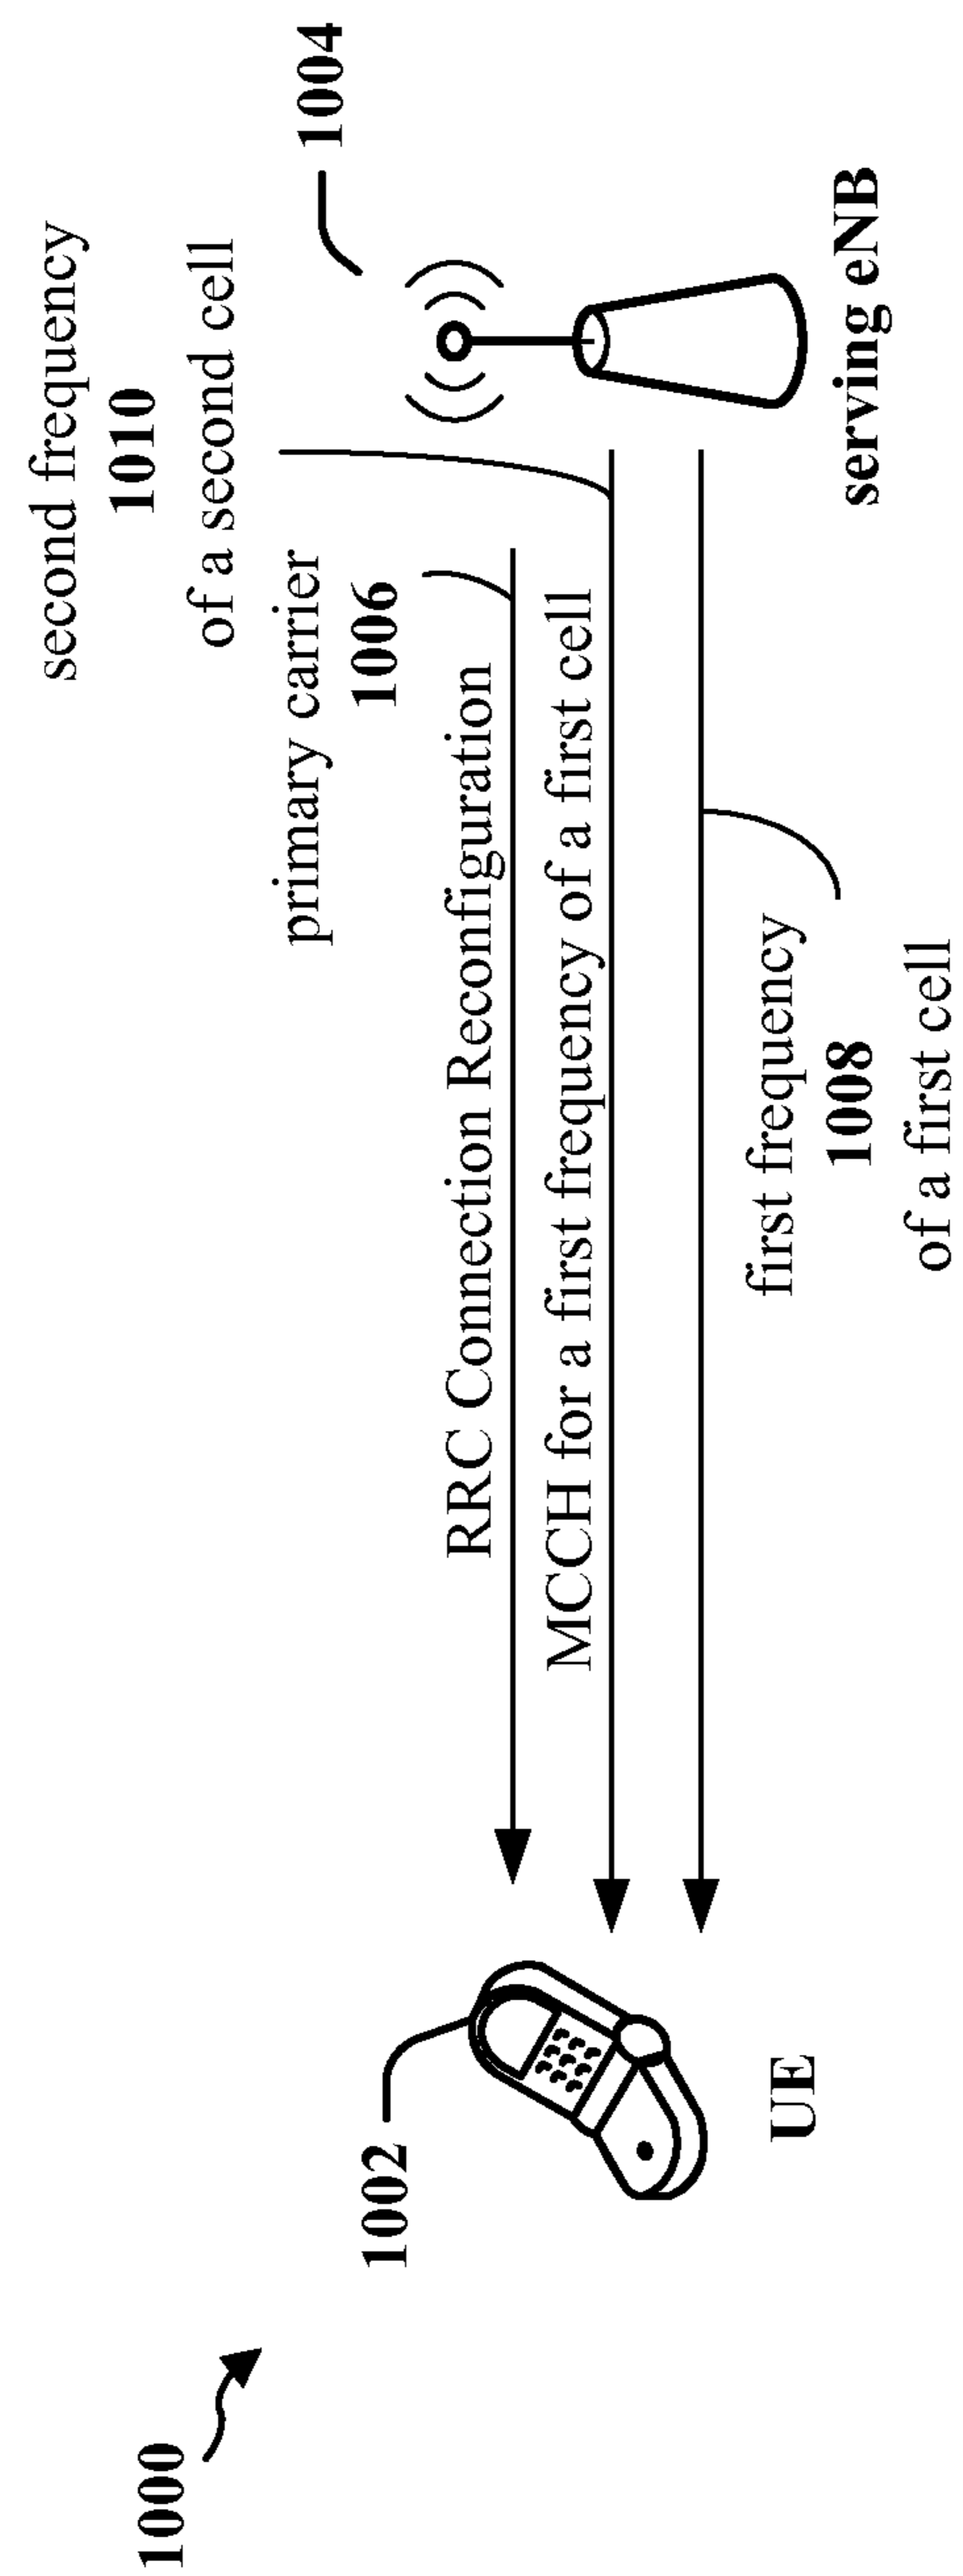 1000
1002
UE
RRC Connection Reconfiguration
MCCH for a first frequency of a first cell
primary carrier
1006
second frequency
1010
of a second cell
first frequency
1008
of a first cell
1004
serving eNB